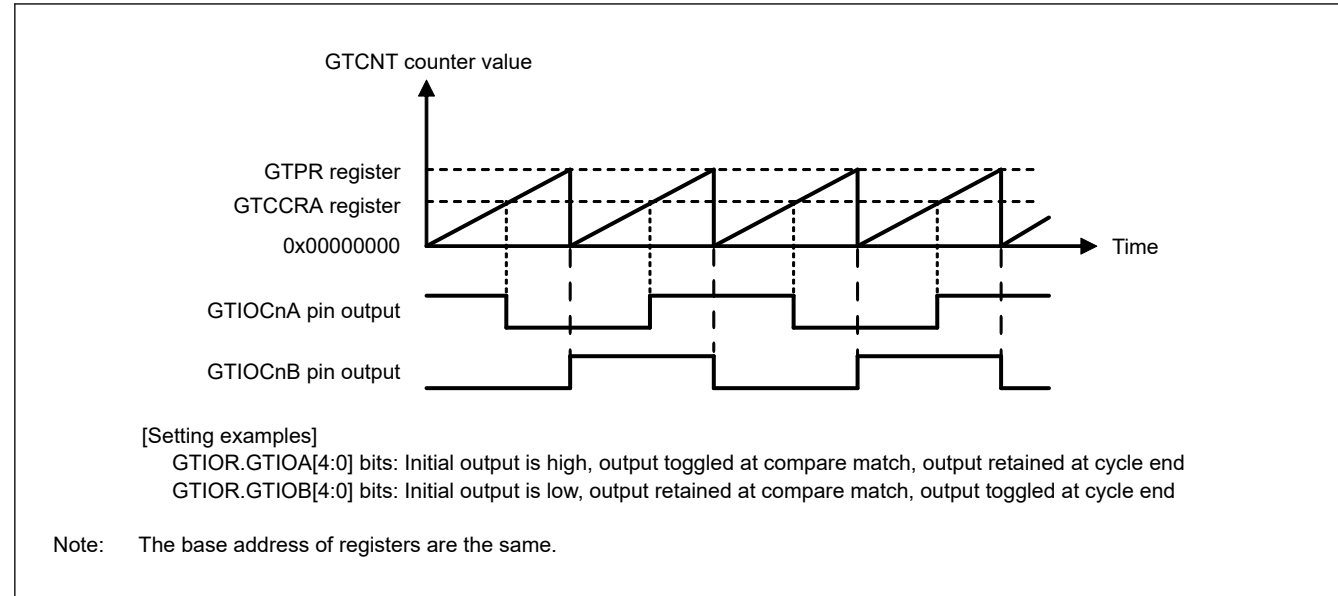 GTCNT counter value
GTPR register
GTCCRA register
0x00000000
Time
GTIOCnA pin output
GTIOCnB pin output
[Setting examples]
GTIOR.GTIOA[4:0] bits: Initial output is high, output toggled at compare match, output retained at cycle end
GTIOR.GTIOB[4:0] bits: Initial output is low, output retained at compare match, output toggled at cycle end
Note: The base address of registers are the same.